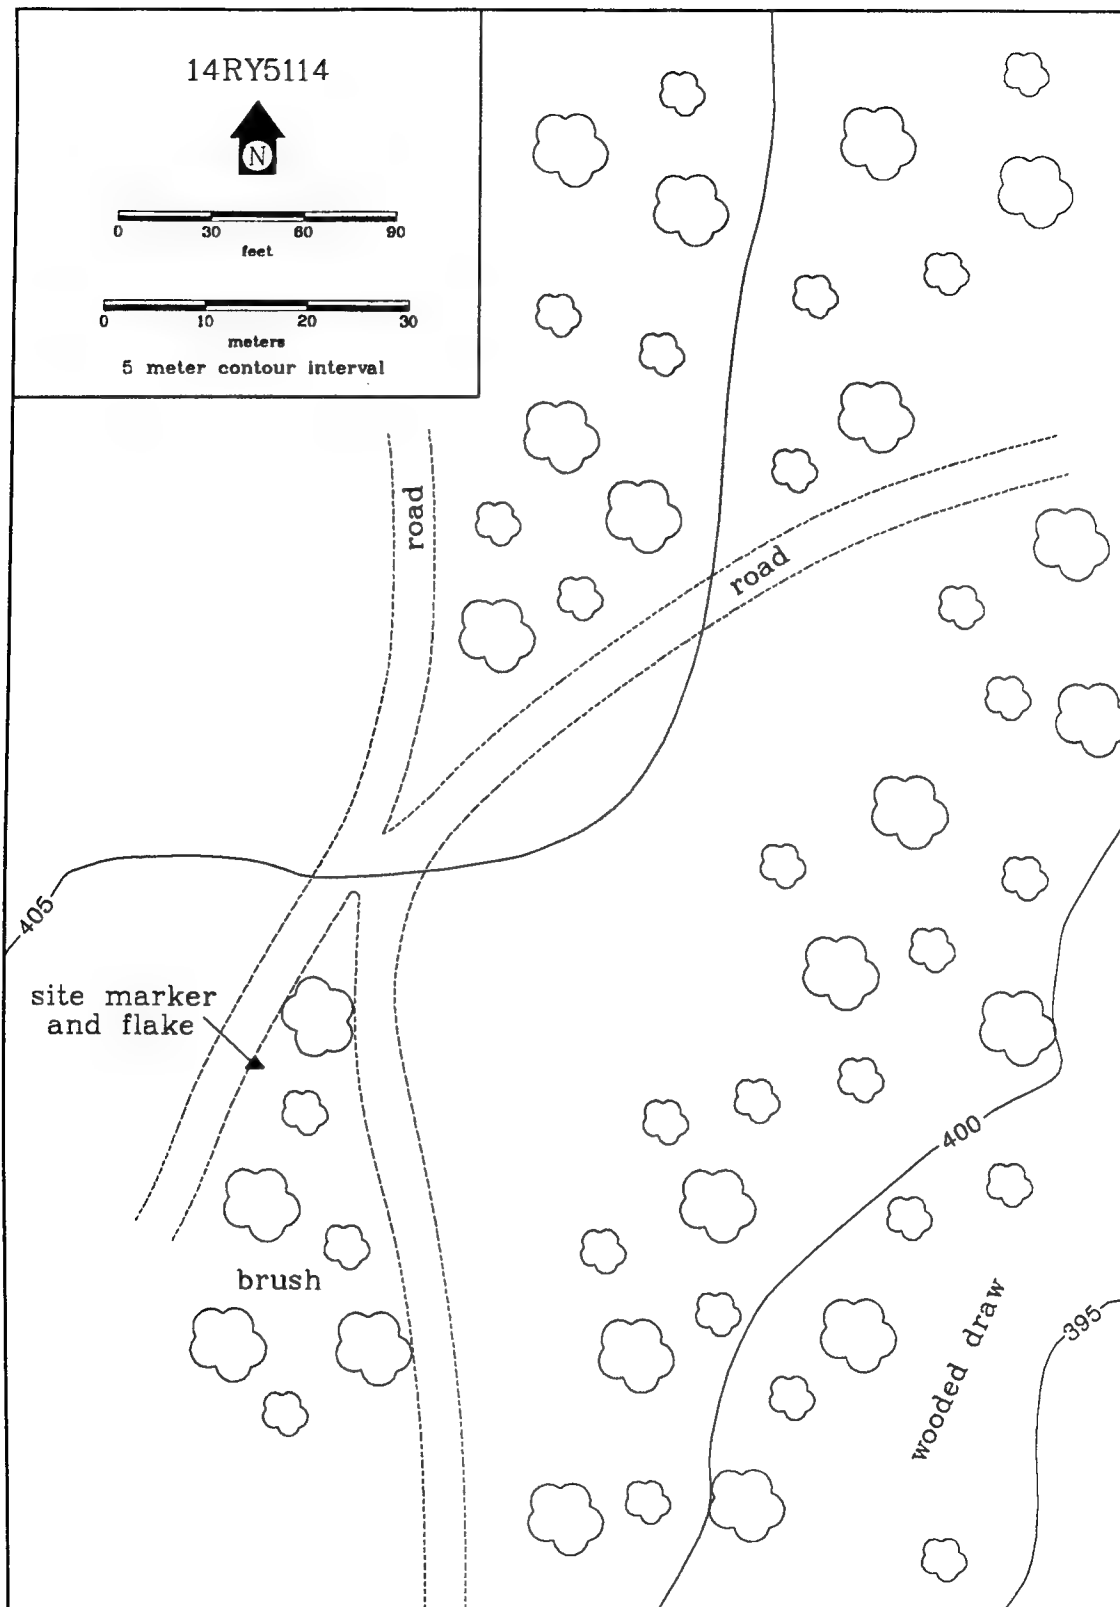 14RY5114
N
0 30 60 90
feet
0 10 20 30
meters
5 meter contour interval
road
road
405
site marker
and flake
400
brush
395
wooded draw